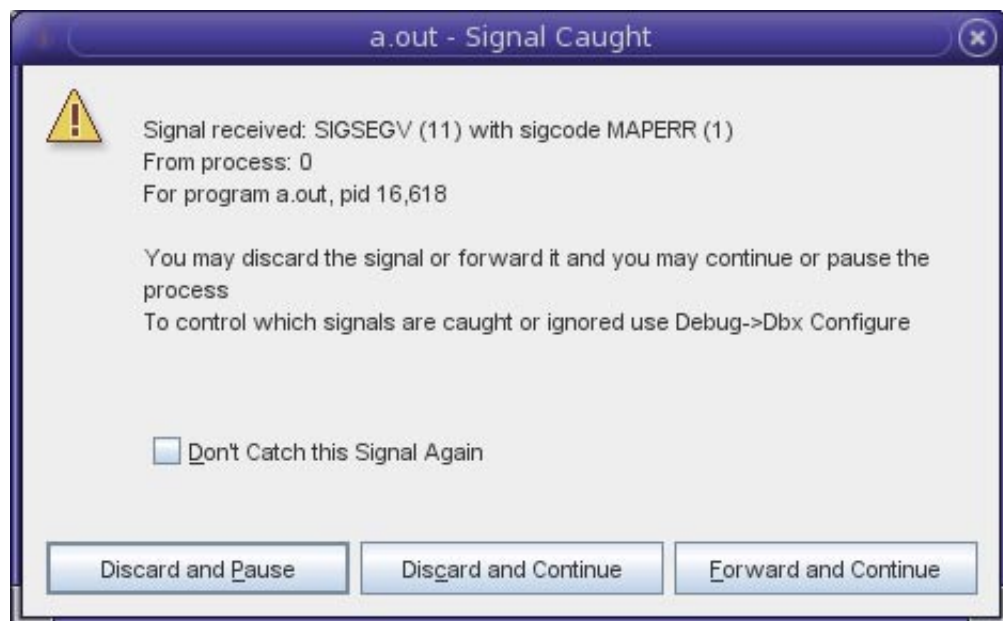 a.out - Signal Caught
Signal received: SIGSEGV (11) with sigcode MAPERR (1)
From process: 0
For program a.out, pid 16,618
You may discard the signal or forward it and you may continue or pause the
process
To control which signals are caught or ignored use Debug->Dbx Configure
Don't Catch this Signal Again
Discard and Pause
Discard and Continue
Forward and Continue